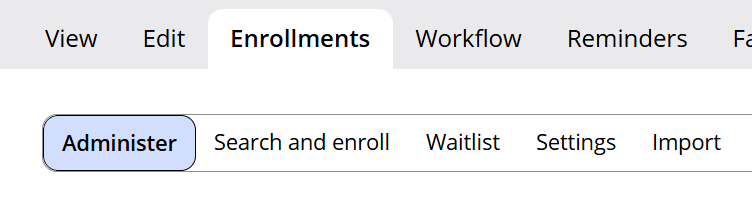 View Edit Enrollments Workflow Reminders
Administer Search and enroll Waitlist Settings Import